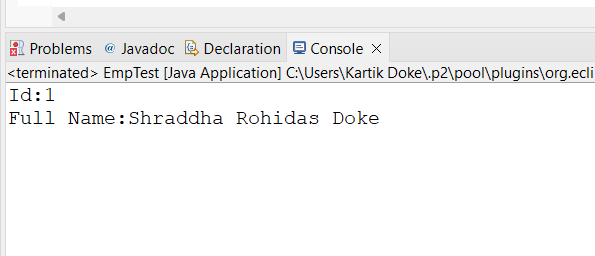 Problems @ Javadoc Declaration Console
<terminated> EmpTest [Java Application] C:\Users\Kartik Doke\.p2\pool\plugins\org.ecli
Id:1
Full Name:Shraddha Rohidas Doke